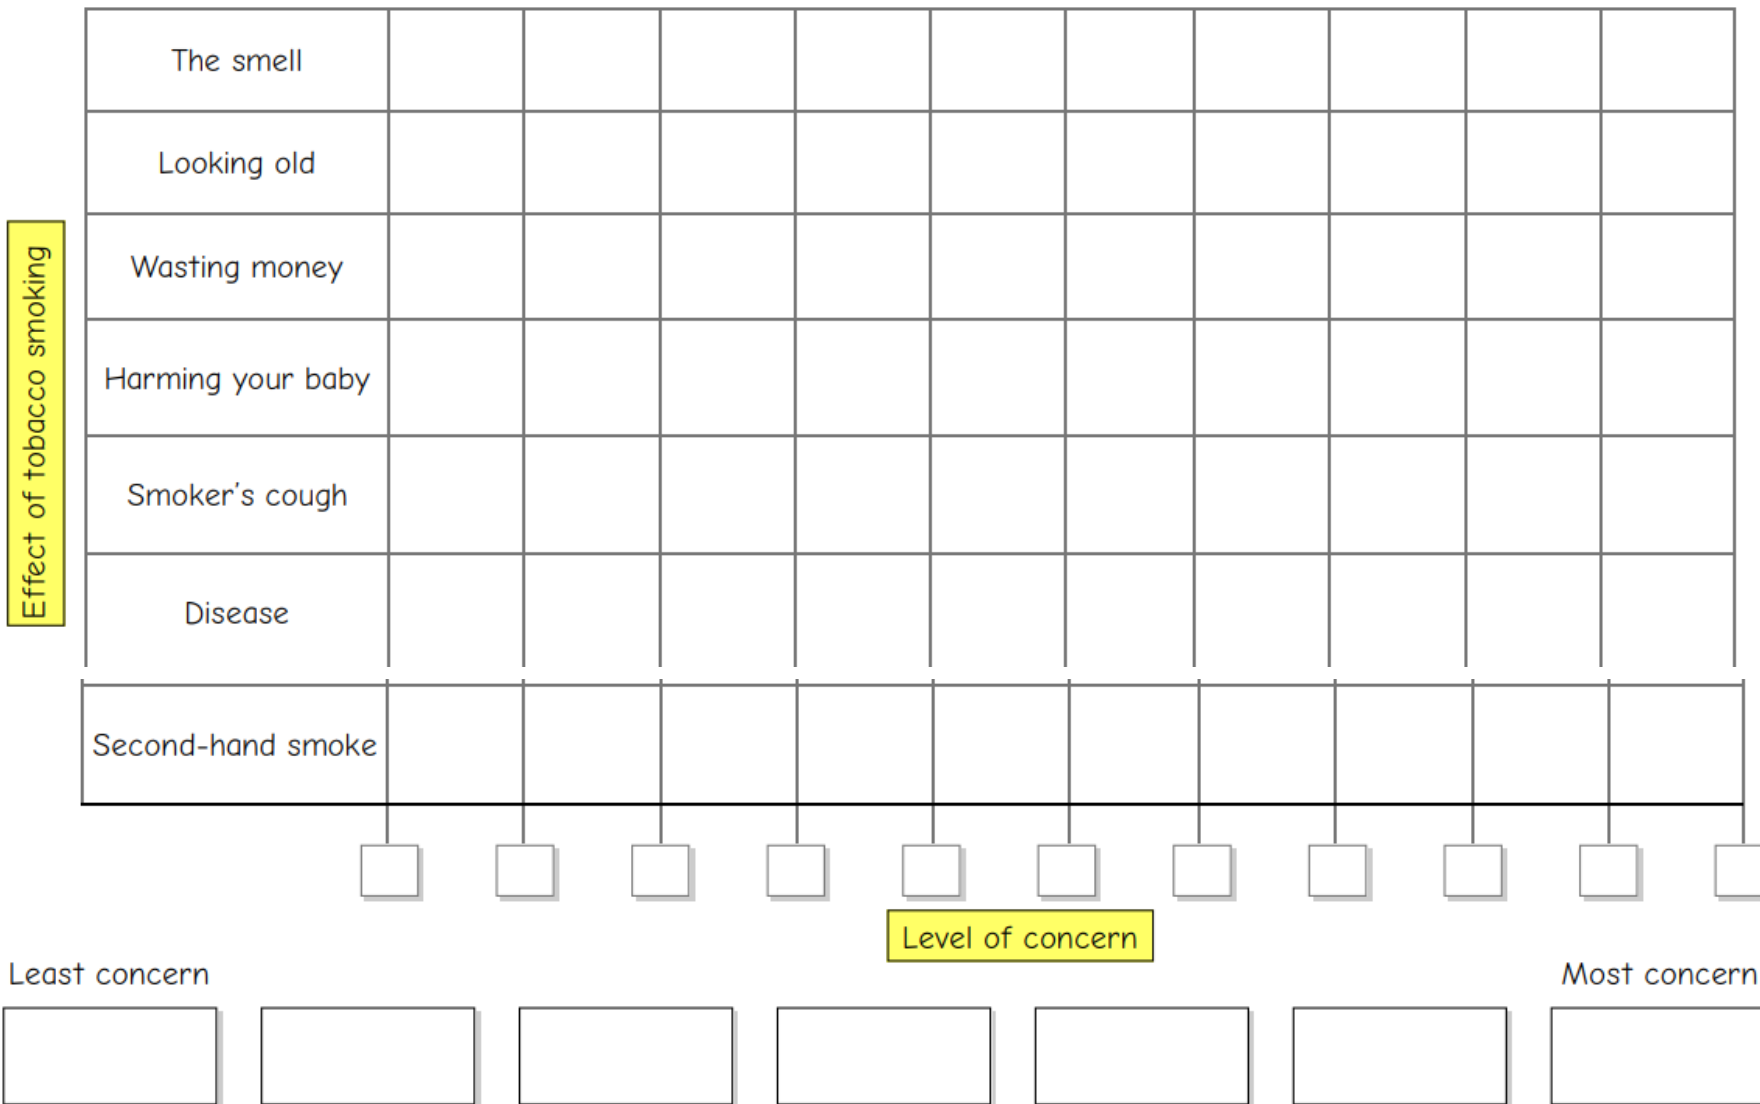 The smell
Looking old
Wasting money
Harming your baby
Smoker's cough
Disease
Second-hand smoke
Effect of tobacco smoking
Level of concern
Least concern
Most concern